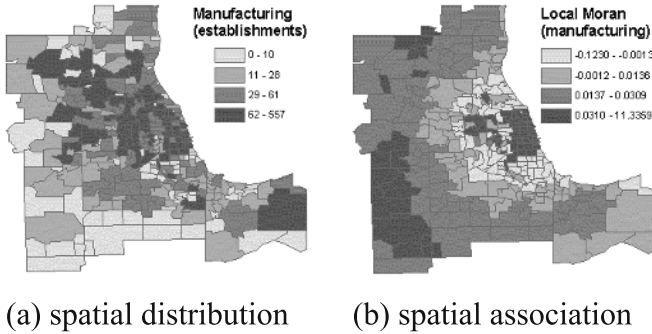 Manufacturing
(establishments)
0 - 10
11 - 28
29 - 61
62 - 557
Local Moran
(manufacturing)
-0.1230 - -0.0013
-0.0012 - 0.0136
0.0137 - 0.0309
0.0310 - 11.3359
(a) spatial distribution
(b) spatial association